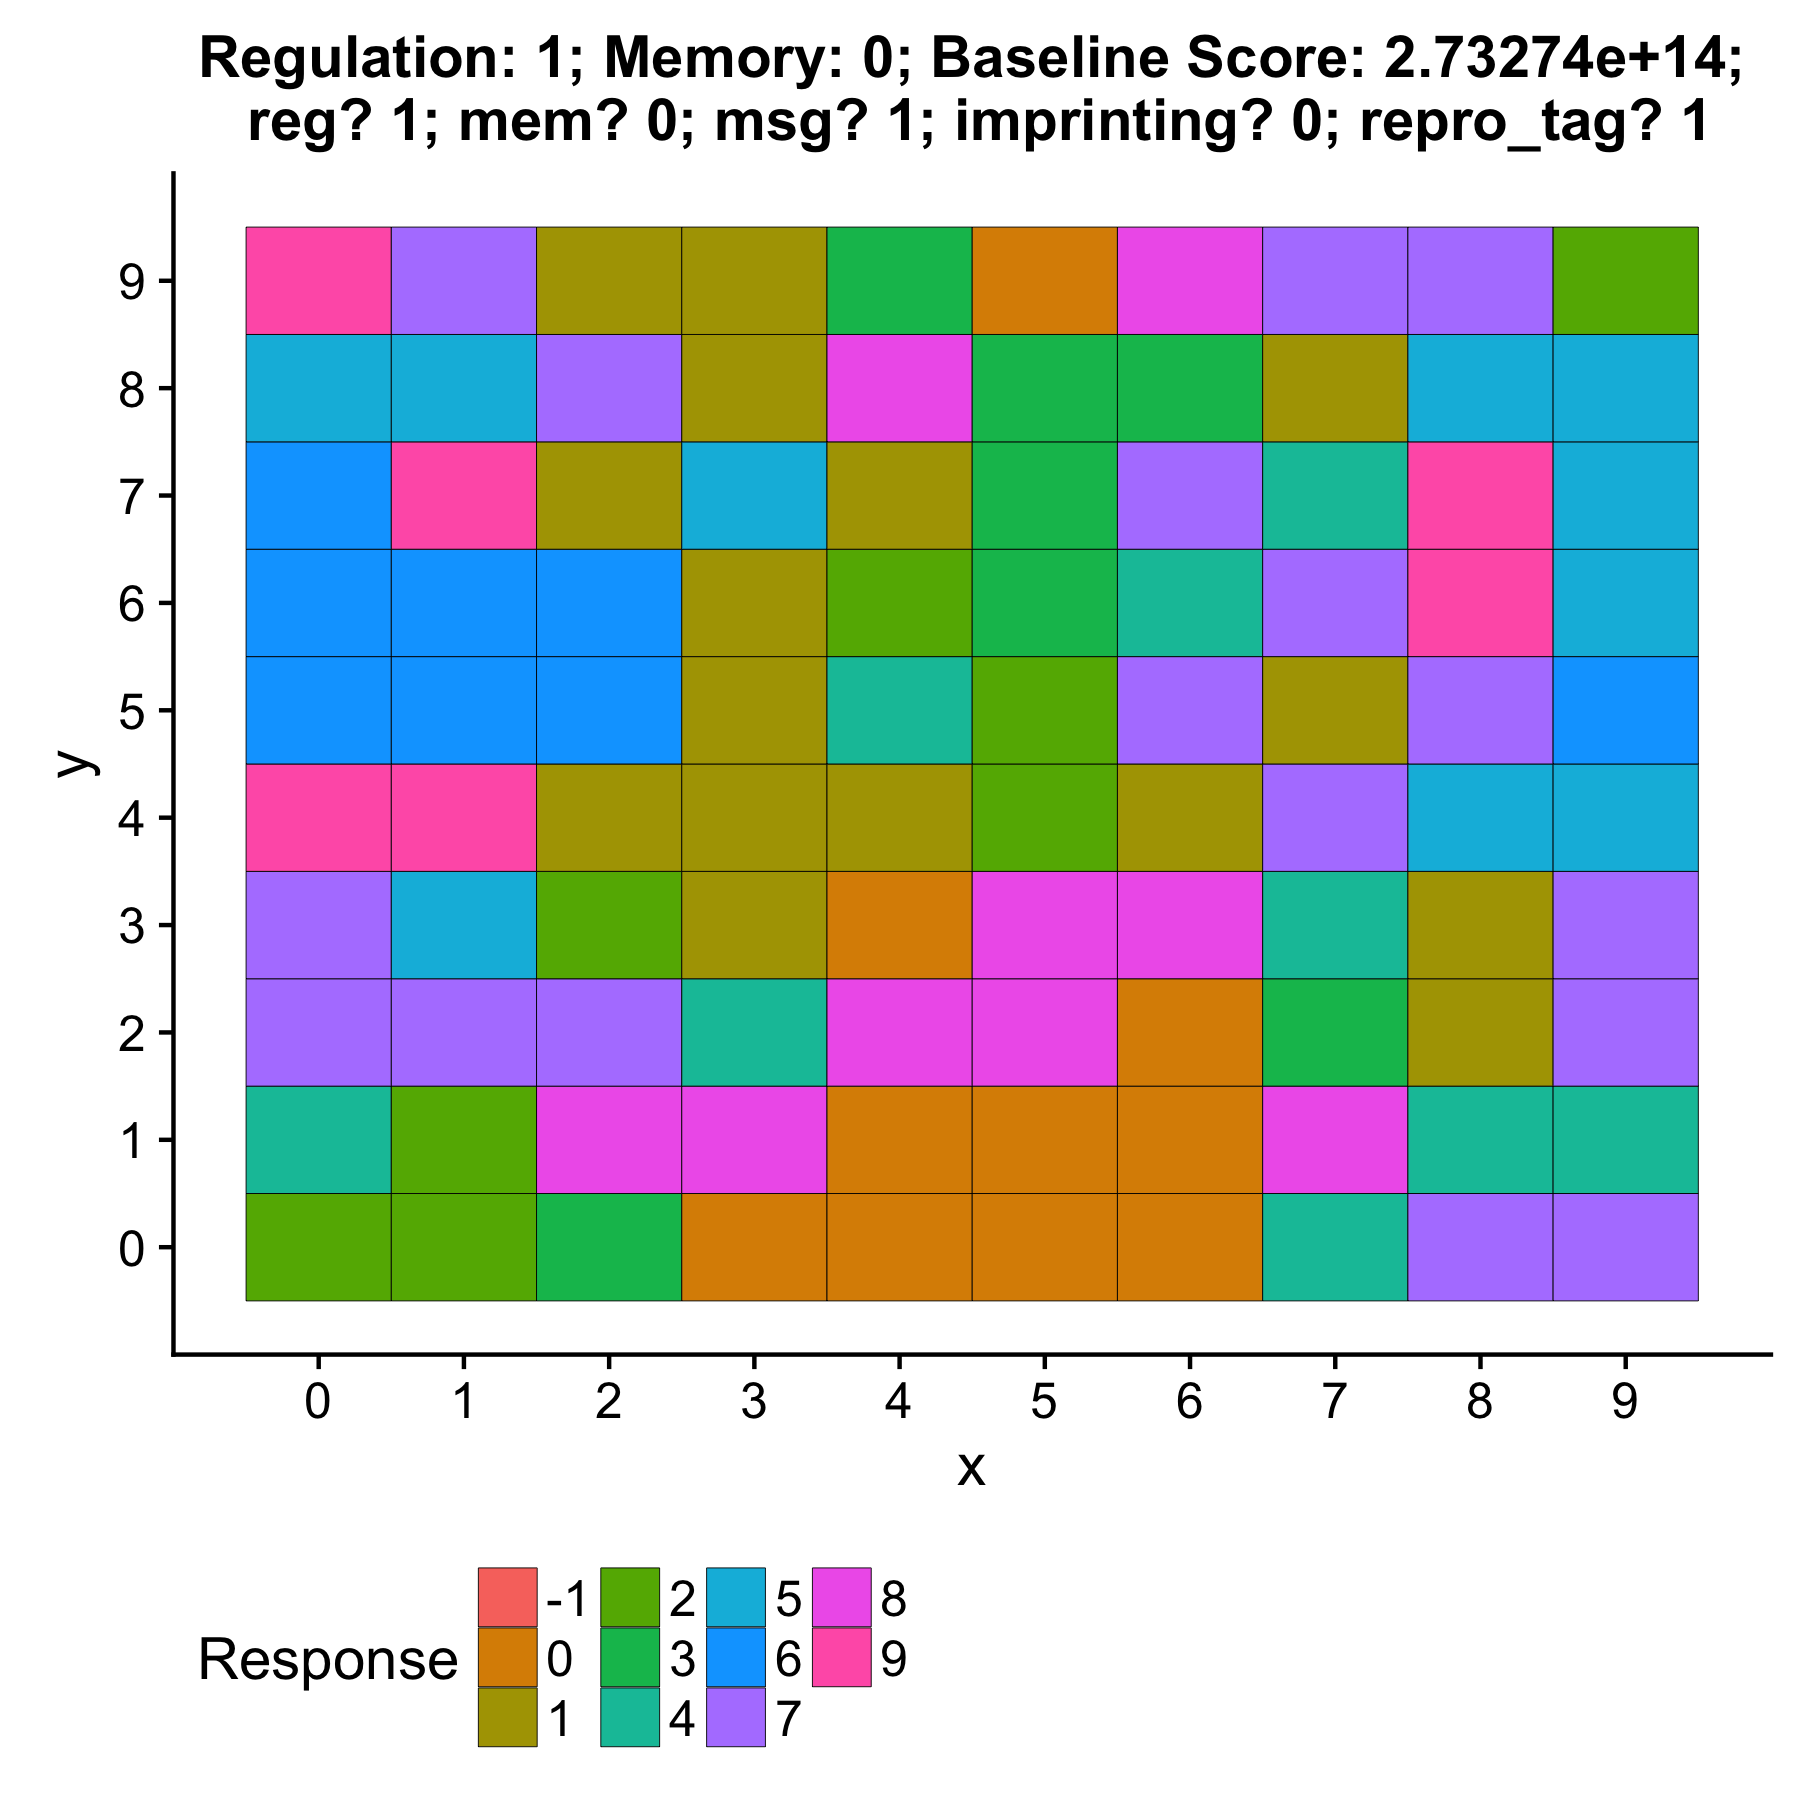 Regulation: 1; Memory: 0; Baseline Score: 2.73274e+14;
reg? 1; mem? 0; msg? 1; imprinting? 0; repro_tag? 1
9
8
7
6
5
4
3
2
1
0
y
0 1 2 3 4 5 6 7 8 9
x
Response
-1 2 5 8
0 3 6 9
1 4 7